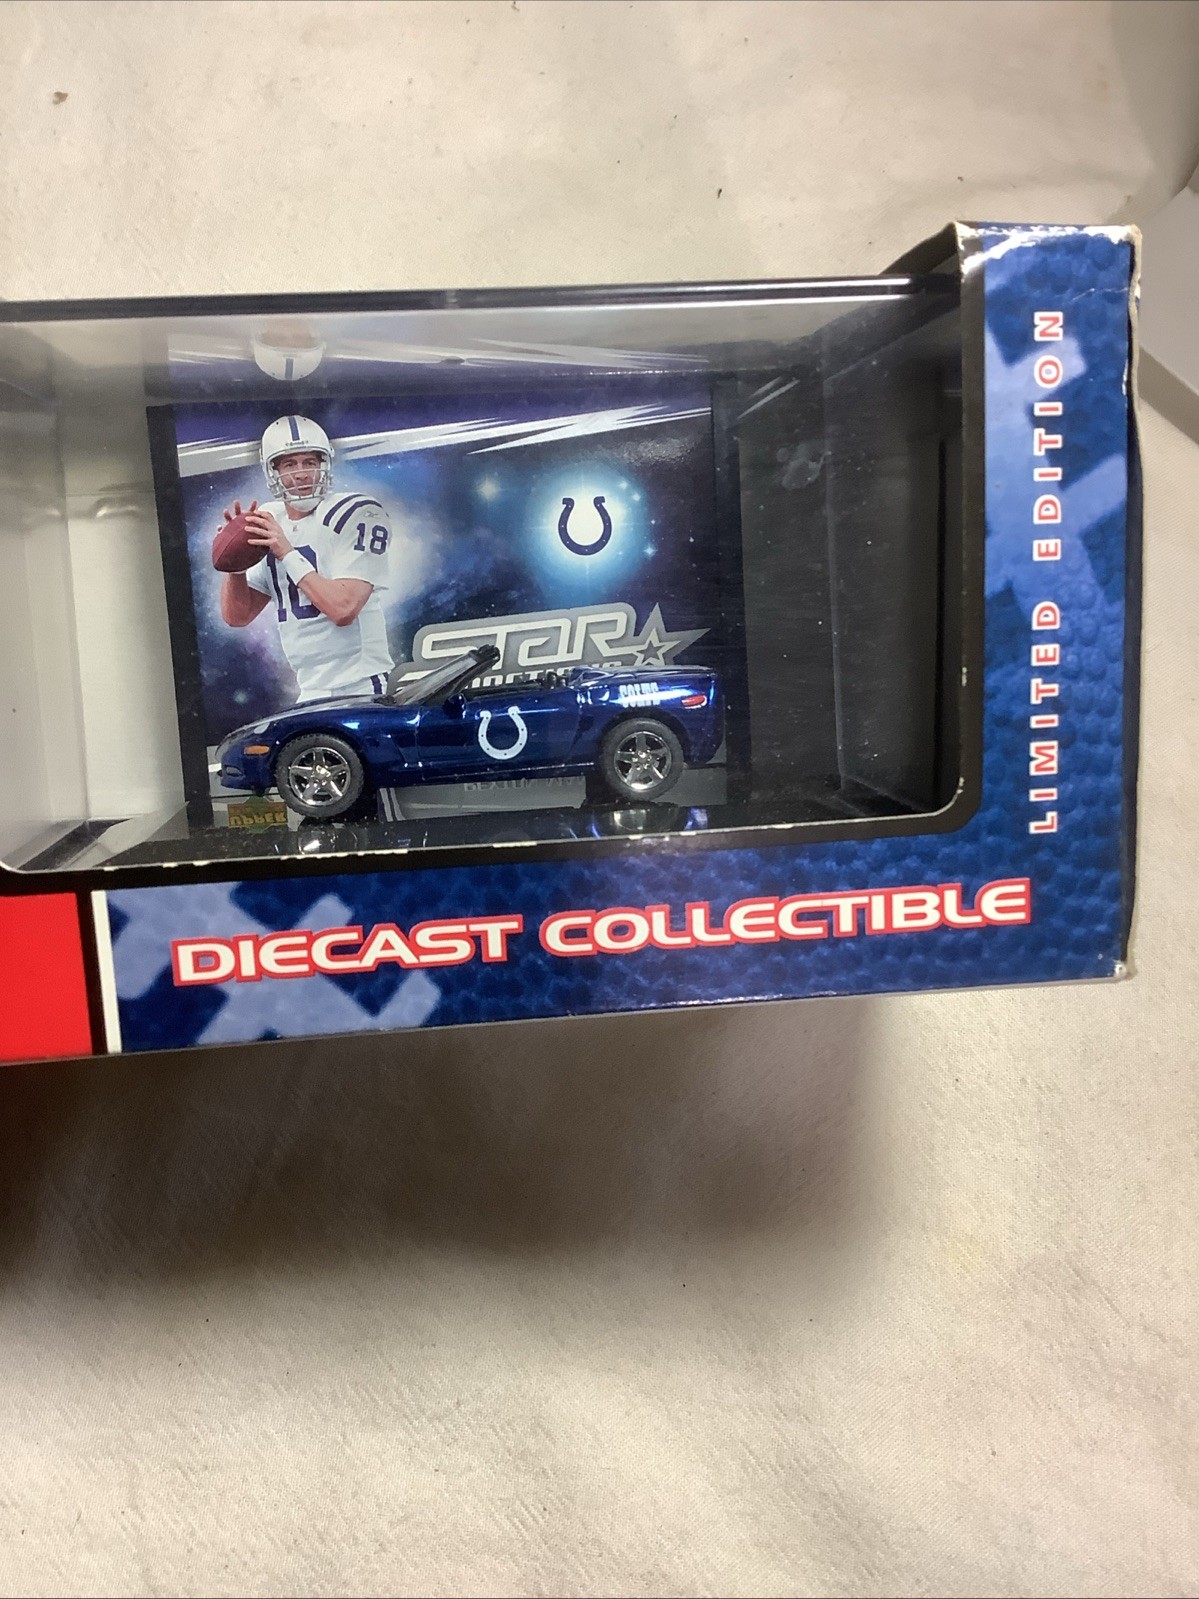 18
18
STAR
COLTS
UPPER
DIECAST COLLECTIBLE
LIMITED EDITION